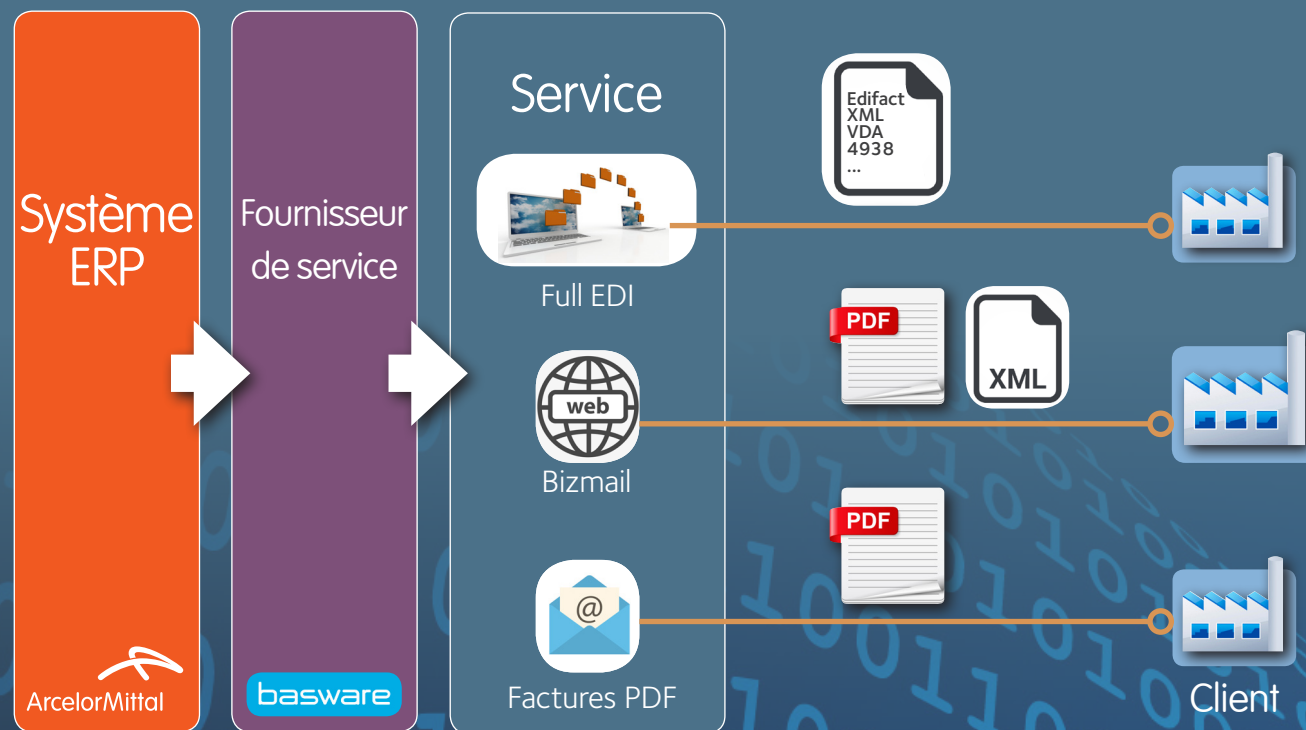 Système
ERP
ArcelorMittal
Fournisseur
de service
basware
Service
Full EDI
web
Bizmail
@
Factures PDF
Edifact
XML
VDA
4938
...
PDF
XML
PDF
Client